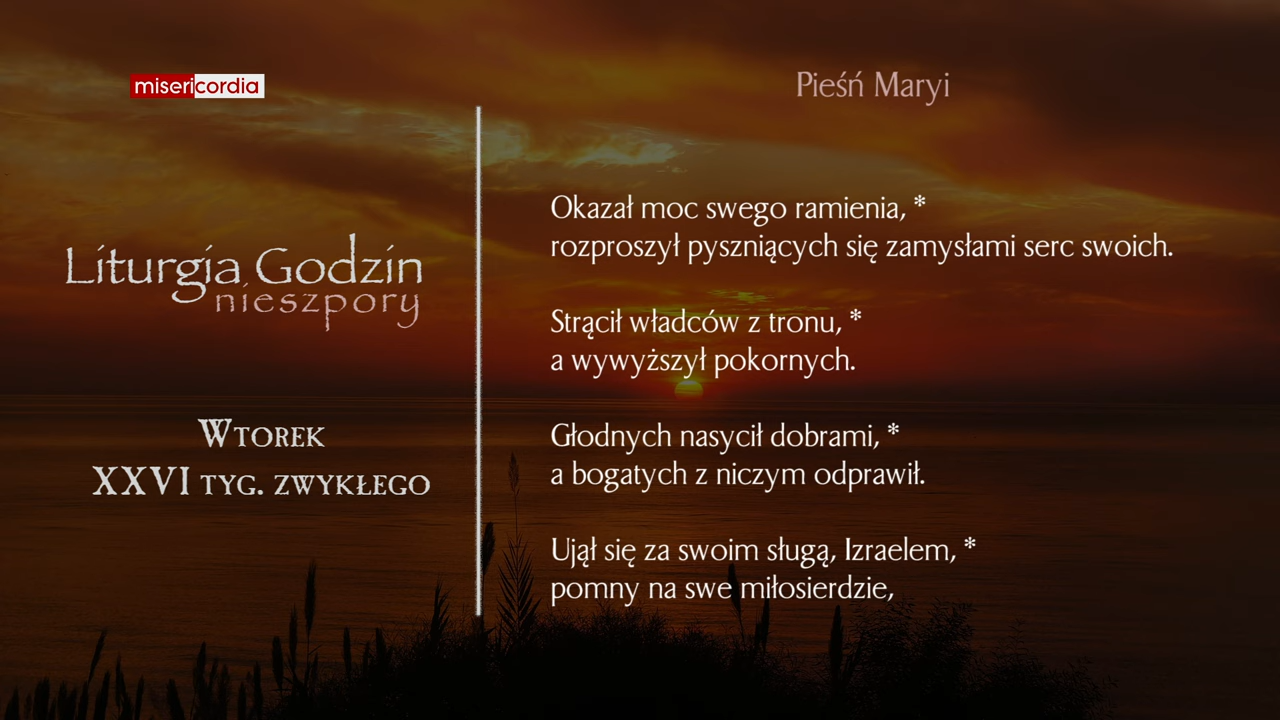 misericordia
Liturgia Godzin
nieszpory
Wtorek
XXVI tyg. zwykłego
Pieśń Maryi
Okazał moc swego ramienia, *
rozproszył pyszniących się zamysłami serc swoich.
Strącił władców z tronu, *
a wywyższył pokornych.
Głodnych nasycił dobrami, *
a bogatych z niczym odprawił.
Ujął się za swoim sługą, Izraelem, *
pomny na swe miłosierdzie,